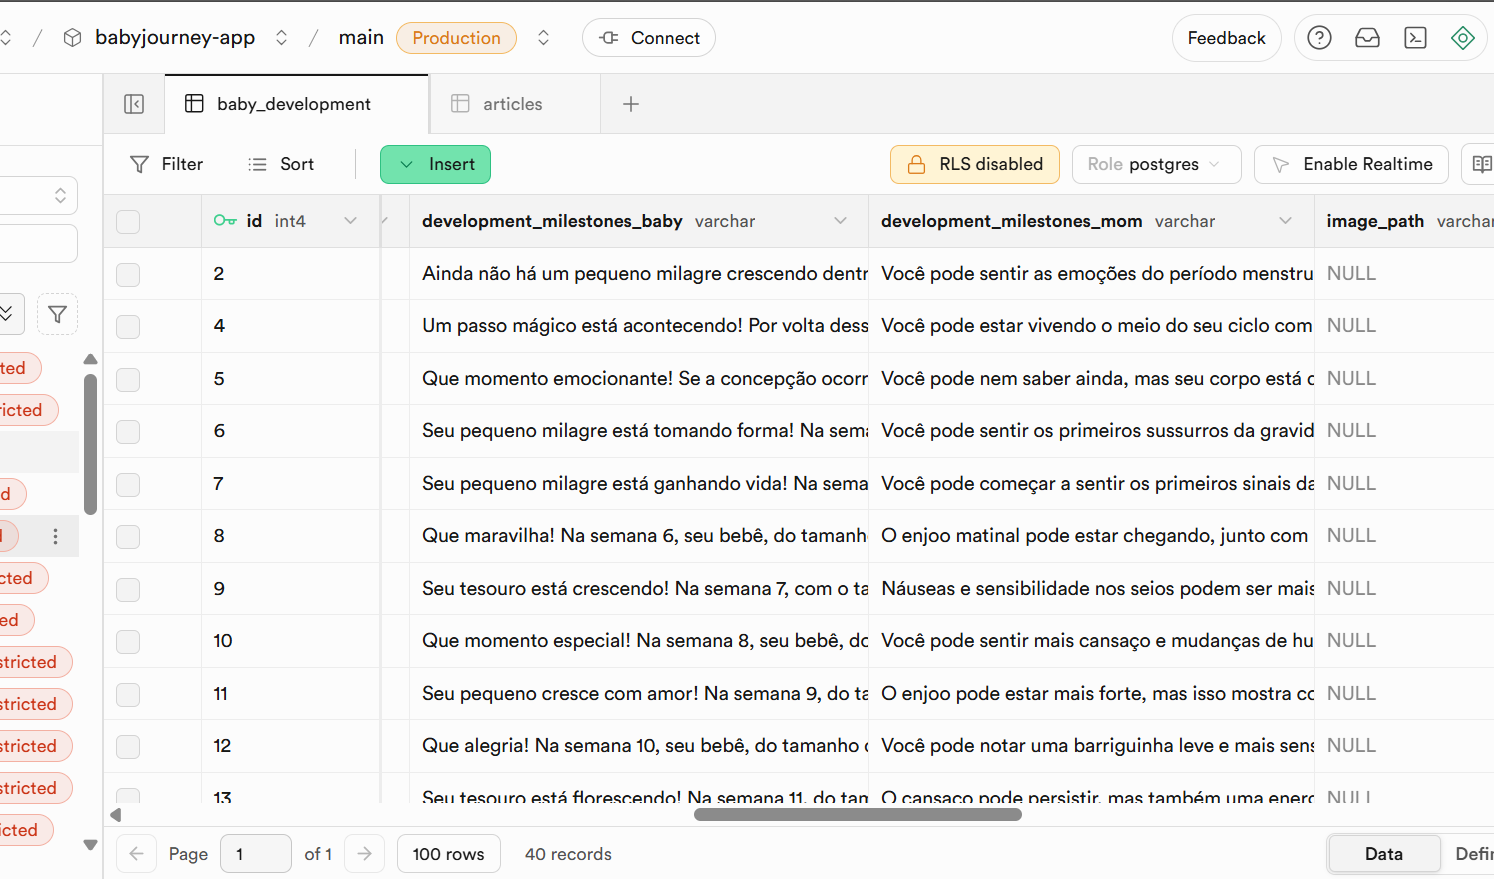 babyjourney-app / main Production Connect Feedback
baby_development articles
Filter Sort Insert RLS disabled Role postgres Enable Realtime
id int4 development_milestones_baby varchar development_milestones_mom varchar image_path varchar
2 Ainda não há um pequeno milagre crescendo dentr Você pode sentir as emoções do período menstru NULL
4 Um passo mágico está acontecendo! Por volta dess Você pode estar vivendo o meio do seu ciclo com NULL
5 Que momento emocionante! Se a concepção ocorr Você pode nem saber ainda, mas seu corpo está c NULL
6 Seu pequeno milagre está tomando forma! Na sema Você pode sentir os primeiros sussurros da gravid NULL
7 Seu pequeno milagre está ganhando vida! Na sema Você pode começar a sentir os primeiros sinais da NULL
8 Que maravilha! Na semana 6, seu bebê, do tamanh O enjoo matinal pode estar chegando, junto com NULL
9 Seu tesouro está crescendo! Na semana 7, com o ta Náuseas e sensibilidade nos seios podem ser mais NULL
10 Que momento especial! Na semana 8, seu bebê, do Você pode sentir mais cansaço e mudanças de hu NULL
11 Seu pequeno cresce com amor! Na semana 9, do ta O enjoo pode estar mais forte, mas isso mostra co NULL
12 Que alegria! Na semana 10, seu bebê, do tamanho Você pode notar uma barriguinha leve e mais sens NULL
13 Seu tesouro está florescendo! Na semana 11, do tam O cansaço pode persistir, mas também uma energ NULL
ted
ricted
d
cted
ed
stricted
stricted
stricted
stricted
icted
Page 1 of 1 100 rows 40 records Data Defin